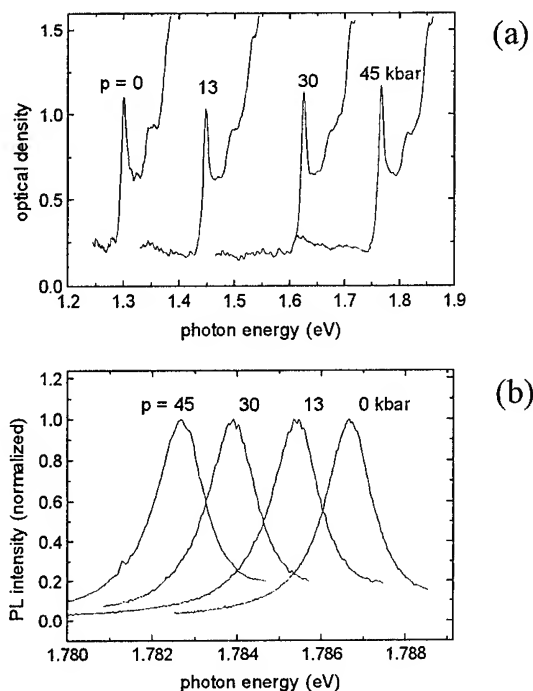 (a)
p = 0 13 30 45 kbar
1.5
1.0
0.5
0.0
optical density
1.2 1.3 1.4 1.5 1.6 1.7 1.8 1.9
photon energy (eV)
(b)
p = 45 30 13 0 kbar
1.2
1.0
0.8
0.6
0.4
0.2
0.0
PL intensity (normalized)
1.780 1.782 1.784 1.786 1.788
photon energy (eV)